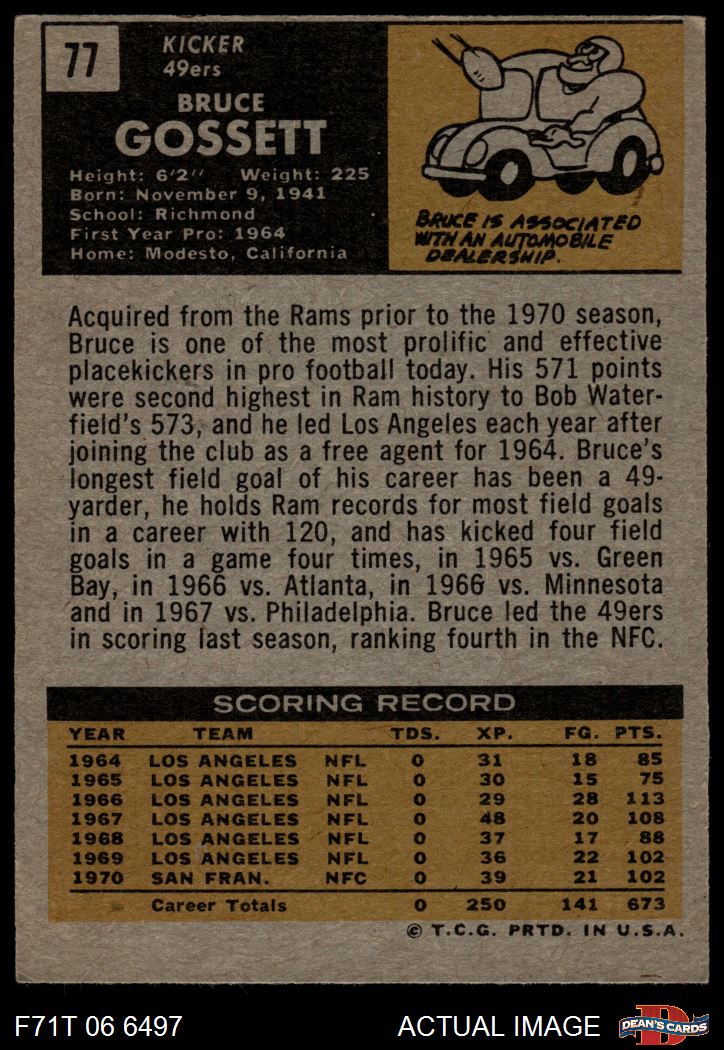 77
KICKER
49ers
BRUCE
GOSSETT
Height: 6'2" Weight: 225
Born: November 9, 1941
School: Richmond
First Year Pro: 1964
Home: Modesto, California
BRUCE IS ASSOCIATED
WITH AN AUTOMOBILE
DEALERSHIP.
Acquired from the Rams prior to the 1970 season,
Bruce is one of the most prolific and effective
placekickers in pro football today. His 571 points
were second highest in Ram history to Bob Water-
field's 573, and he led Los Angeles each year after
joining the club as a free agent for 1964. Bruce's
longest field goal of his career has been a 49-
yarder, he holds Ram records for most field goals
in a career with 120, and has kicked four field
goals in a game four times, in 1965 vs. Green
Bay, in 1966 vs. Atlanta, in 1966 vs. Minnesota
and in 1967 vs. Philadelphia. Bruce led the 49ers
in scoring last season, ranking fourth in the NFC.
SCORING RECORD
YEAR TEAM TDS. XP. FG. PTS.
1964 LOS ANGELES NFL 0 31 18 85
1965 LOS ANGELES NFL 0 30 15 75
1966 LOS ANGELES NFL 0 29 28 113
1967 LOS ANGELES NFL 0 48 20 108
1968 LOS ANGELES NFL 0 37 17 88
1969 LOS ANGELES NFL 0 36 22 102
1970 SAN FRAN. NFC 0 39 21 102
Career Totals 0 250 141 673
© T.C.G. PRTD. IN U.S.A.
F71T 06 6497
ACTUAL IMAGE
D
DEAN'S CARDS